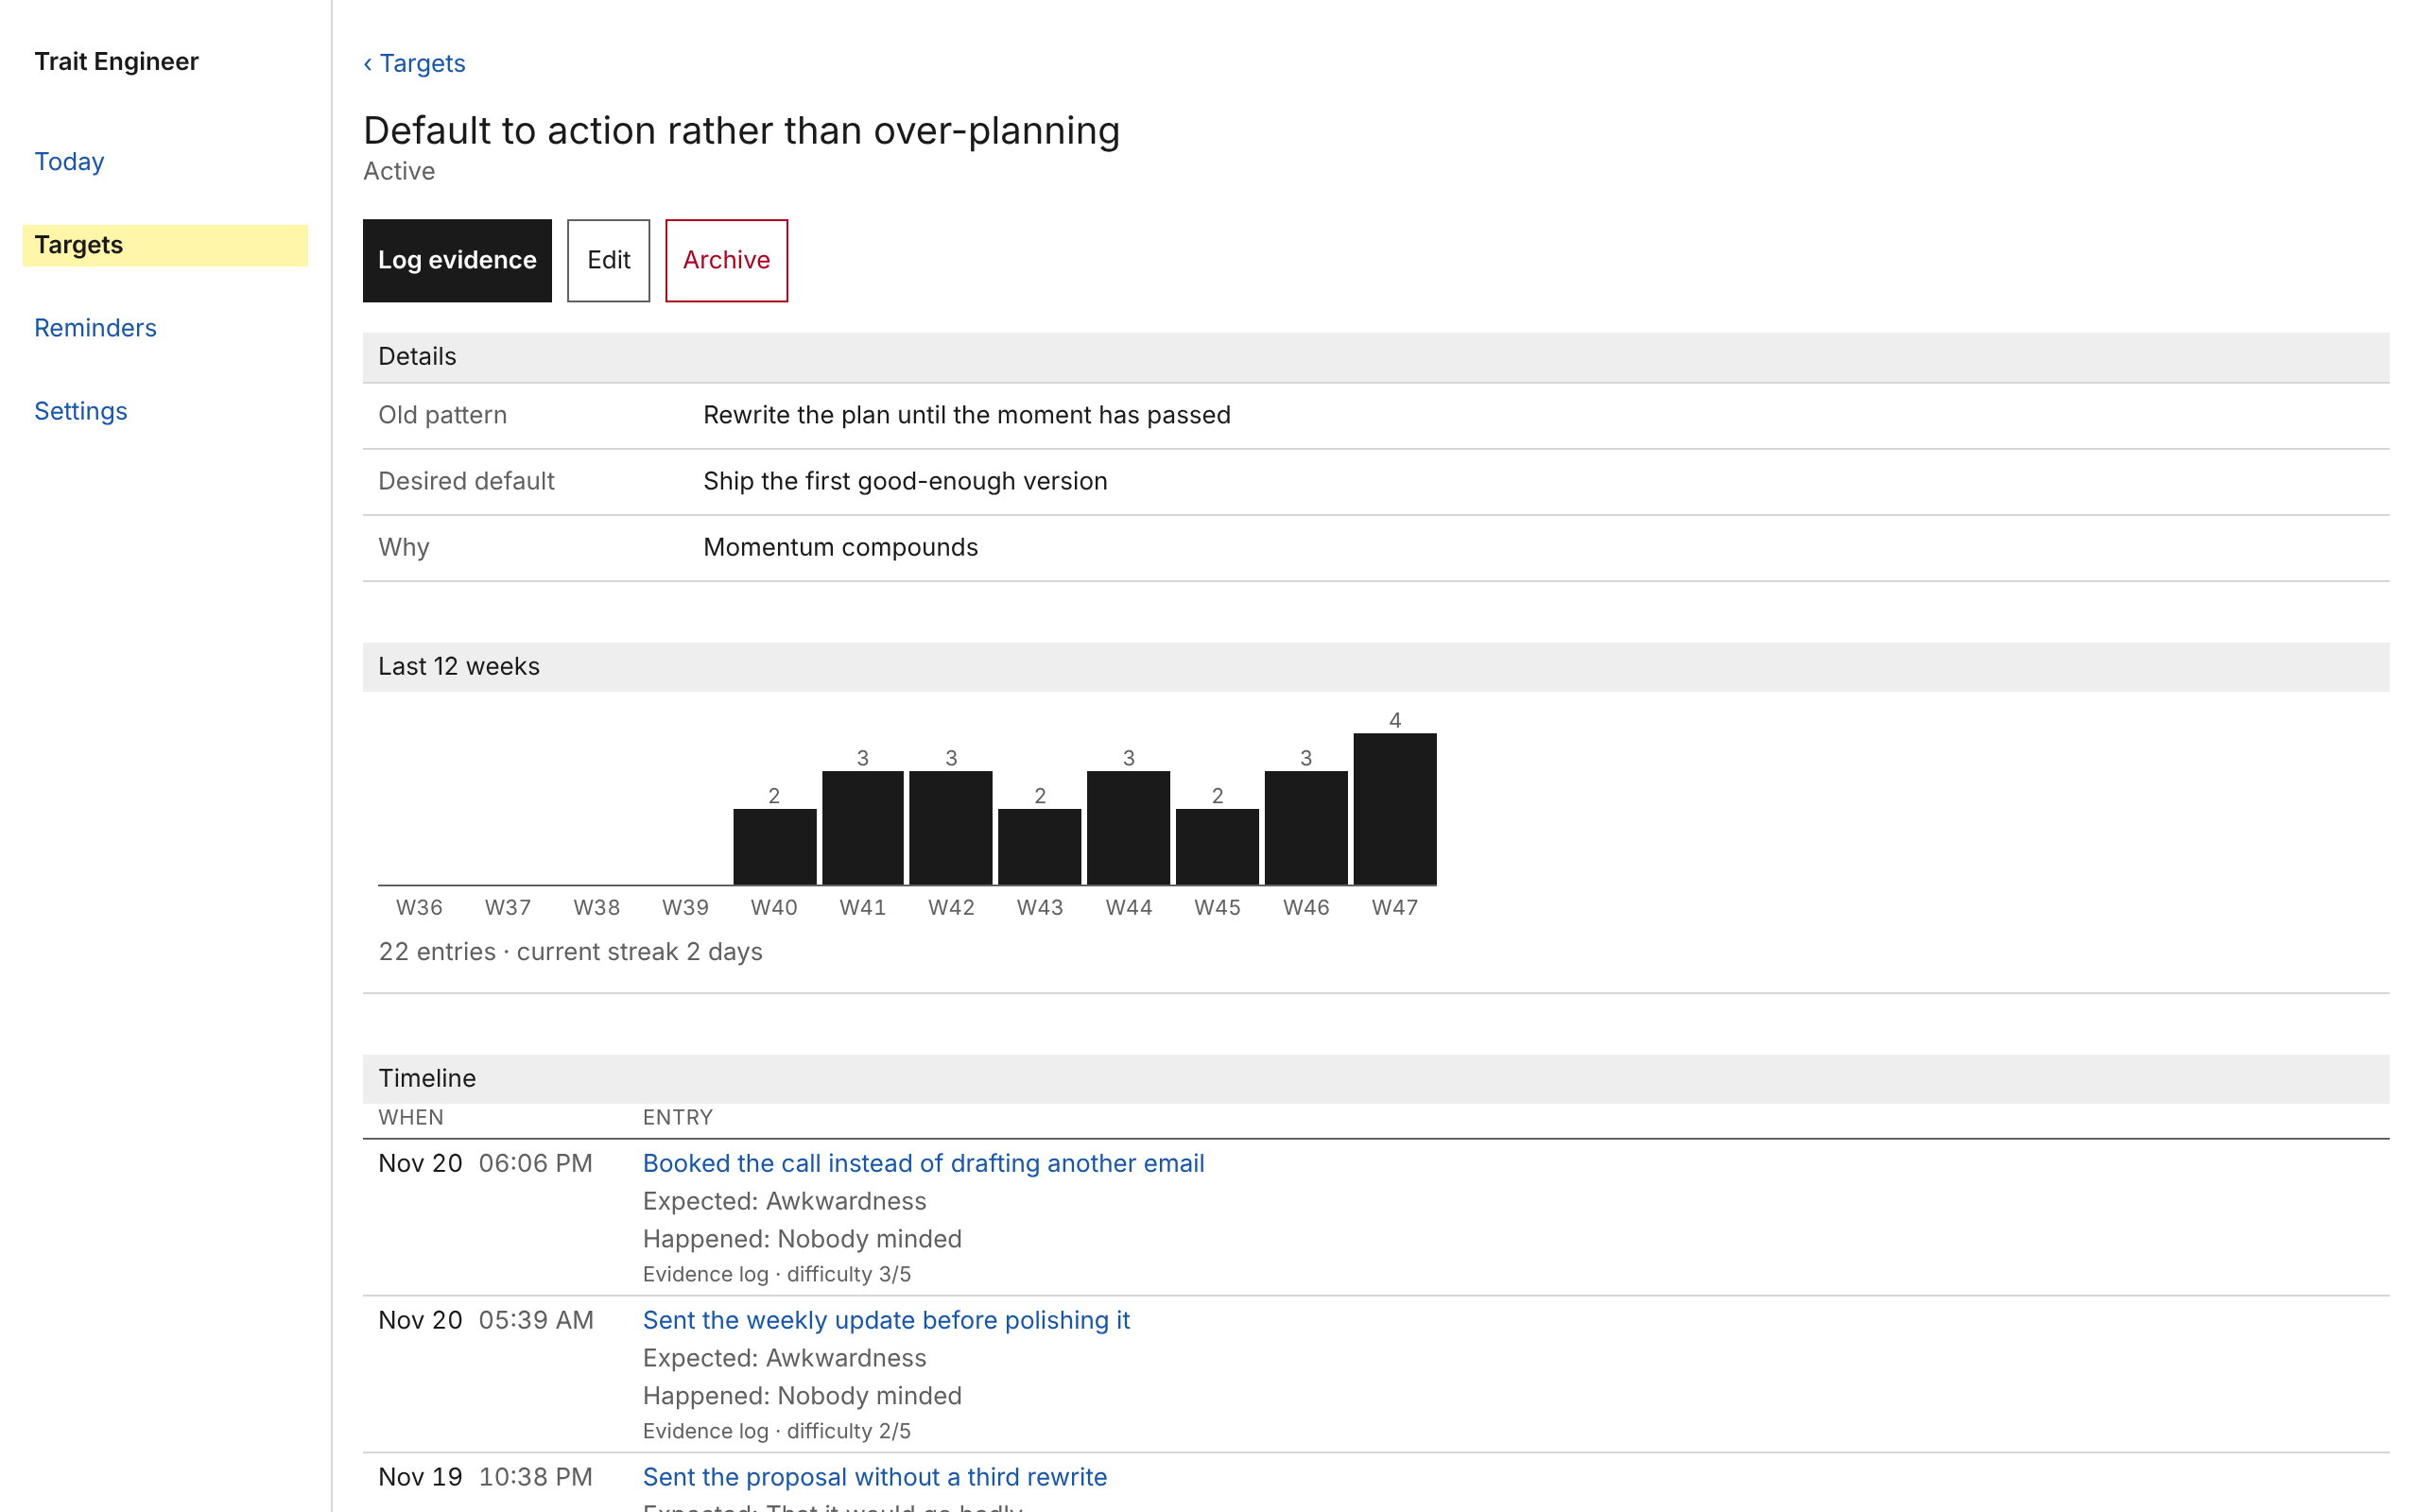 Trait Engineer
Today
Targets
Reminders
Settings
‹ Targets
Default to action rather than over-planning
Active
Log evidence Edit Archive
Details
Old pattern Rewrite the plan until the moment has passed
Desired default Ship the first good-enough version
Why Momentum compounds
Last 12 weeks
2 3 3 2 3 2 3 4
W36 W37 W38 W39 W40 W41 W42 W43 W44 W45 W46 W47
22 entries · current streak 2 days
Timeline
WHEN ENTRY
Nov 20 06:06 PM Booked the call instead of drafting another email
Expected: Awkwardness
Happened: Nobody minded
Evidence log · difficulty 3/5
Nov 20 05:39 AM Sent the weekly update before polishing it
Expected: Awkwardness
Happened: Nobody minded
Evidence log · difficulty 2/5
Nov 19 10:38 PM Sent the proposal without a third rewrite
Expected: That it would go badly